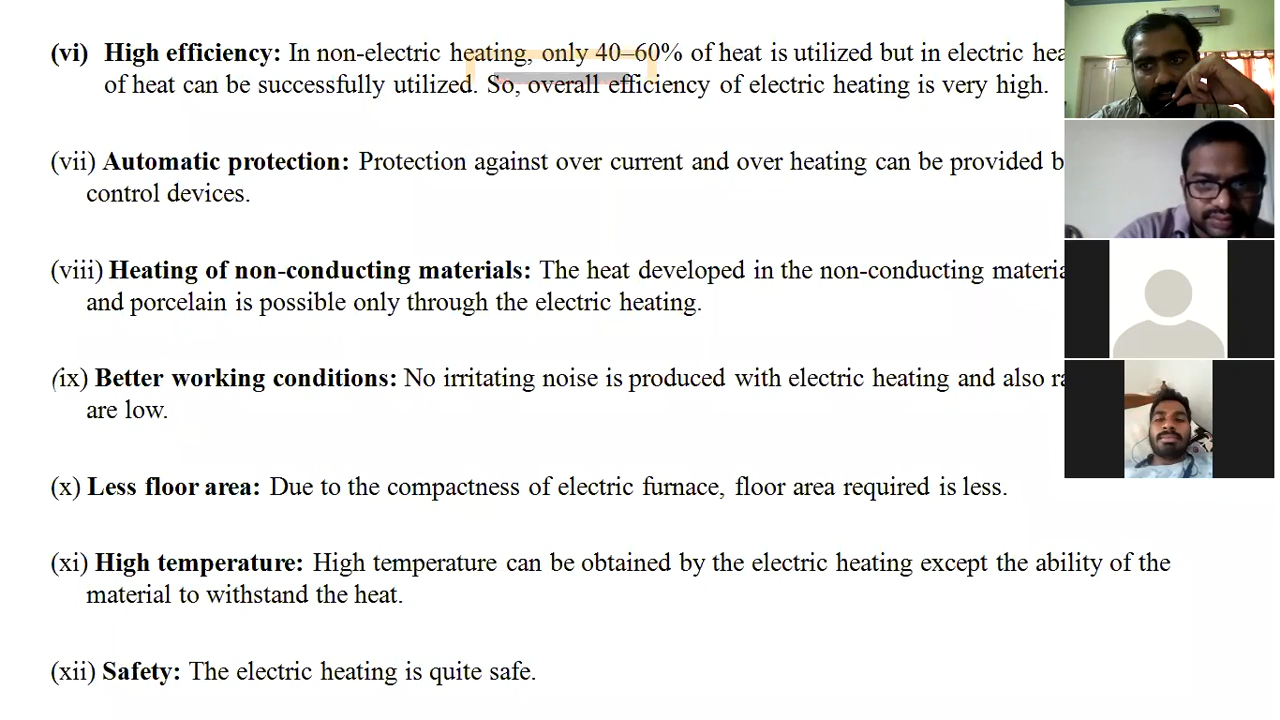 (vi) High efficiency: In non-electric heating, only 40–60% of heat is utilized but in electric
of heat can be successfully utilized. So, overall efficiency of electric heating is very high.
(vii) Automatic protection: Protection against over current and over heating can be provided
control devices.
(viii) Heating of non-conducting materials: The heat developed in the non-conducting
and porcelain is possible only through the electric heating.
(ix) Better working conditions: No irritating noise is produced with electric heating and also
are low.
(x) Less floor area: Due to the compactness of electric furnace, floor area required is less.
(xi) High temperature: High temperature can be obtained by the electric heating except the ability of the
material to withstand the heat.
(xii) Safety: The electric heating is quite safe.